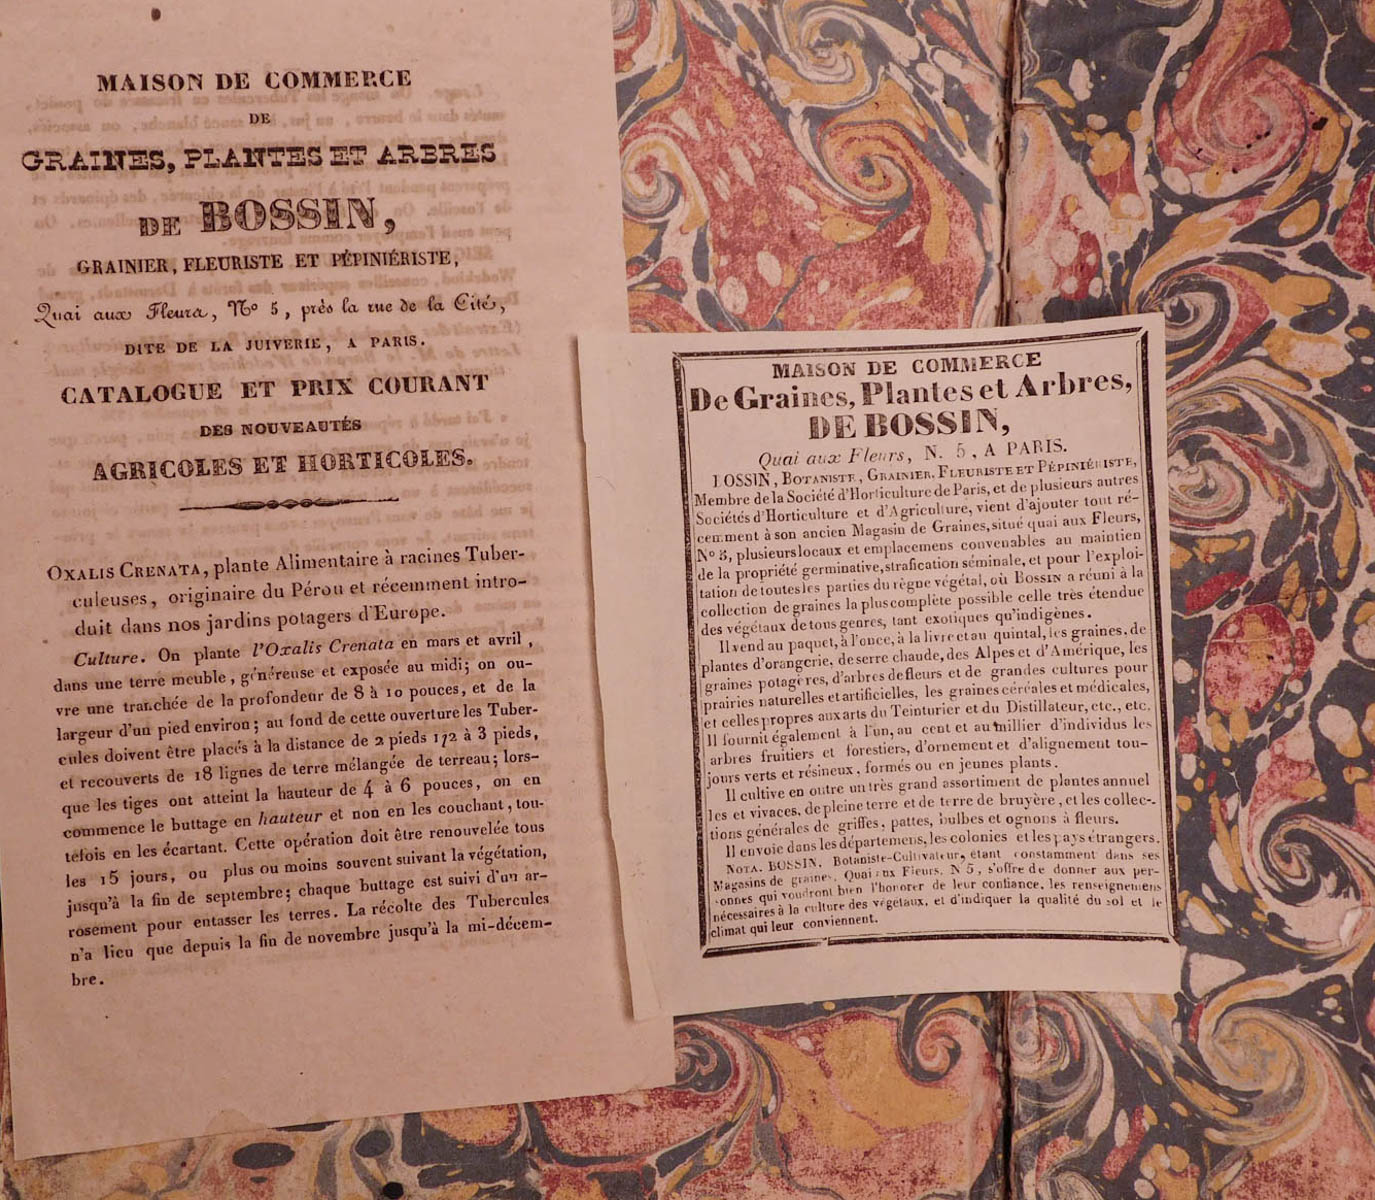 MAISON DE COMMERCE
DE
GRAINES, PLANTES ET ARBRES
DE BOSSIN,
GRAINIER, FLEURISTE ET PÉPINIÉRISTE,
Quai aux Fleurs, No 5, près la rue de la Cité,
DITE DE LA JUIVERIE, A PARIS.
CATALOGUE ET PRIX COURANT
DES NOUVEAUTÉS
AGRICOLES ET HORTICOLES.
OXALIS CRENATA, plante Alimentaire à racines Tuber-
culeuses, originaire du Pérou et récemment intro-
duit dans nos jardins potagers d'Europe.
Culture. On plante l'Oxalis Crenata en mars et avril,
dans une terre meuble, généreuse et exposée au midi; on ou-
vre une tranchée de la profondeur de 8 à 10 pouces, et de la
largeur d'un pied environ; au fond de cette ouverture les Tuber-
cules doivent être placés à la distance de 2 pieds 1/2 à 3 pieds,
et recouverts de 18 lignes de terre mélangée de terreau; lors-
que les tiges ont atteint la hauteur de 4 à 6 pouces, on en
commence le buttage en hauteur et non en les couchant, tou-
tefois en les écartant. Cette opération doit être renouvelée tous
les 15 jours, ou plus ou moins souvent suivant la végétation,
jusqu'à la fin de septembre; chaque buttage est suivi d'un ar-
rosement pour entasser les terres. La récolte des Tubercules
n'a lieu que depuis la fin de novembre jusqu'à la mi-décem-
bre.
MAISON DE COMMERCE
De Graines, Plantes et Arbres,
DE BOSSIN,
Quai aux Fleurs, N. 5, A PARIS.
BOSSIN, BOTANISTE, GRAINIER, FLEURISTE ET PÉPINIÉRISTE,
Membre de la Société d'Horticulture de Paris, et de plusieurs autres
Sociétés d'Horticulture et d'Agriculture, vient d'ajouter tout ré-
cemment à son ancien Magasin de Graines, situé quai aux Fleurs,
No 5, plusieurs locaux et emplacemens convenables au maintien
de la propriété germinative, strafication séminale, et pour l'exploi-
tation de toutes les parties du règne végétal, où BOSSIN a réuni à la
collection de graines la plus complète possible celle très étendue
des végétaux de tous genres, tant exotiques qu'indigènes.
Il vend au paquet, à l'once, à la livre et au quintal, les graines. de
plantes d'orangerie, de serre chaude, des Alpes et d'Amérique, les
graines potagères, d'arbres de fleurs et de grandes cultures pour
prairies naturelles et artificielles, les graines céréales et médicales,
et celles propres aux arts du Teinturier et du Distillateur, etc., etc.
Il fournit également à l'un, au cent et au millier d'individus les
arbres fruitiers et forestiers, d'ornement et d'alignement tou-
jours verts et résineux, formés ou en jeunes plants.
Il cultive en outre un très grand assortiment de plantes annuel
les et vivaces, de pleine terre et de terre de bruyère, et les collec-
tions générales de griffes, pattes, bulbes et ognons à fleurs.
Il envoie dans les départemens, les colonies et les pays étrangers.
NOTA. BOSSIN, Botaniste-Cultivateur, étant constamment dans ses
Magasins de graines, Quai aux Fleurs, N° 5, s'offre de donner aux per-
sonnes qui voudront bien l'honorer de leur confiance, les renseignemens
nécessaires à la culture des végétaux, et d'indiquer la qualité du sol et le
climat qui leur conviennent.